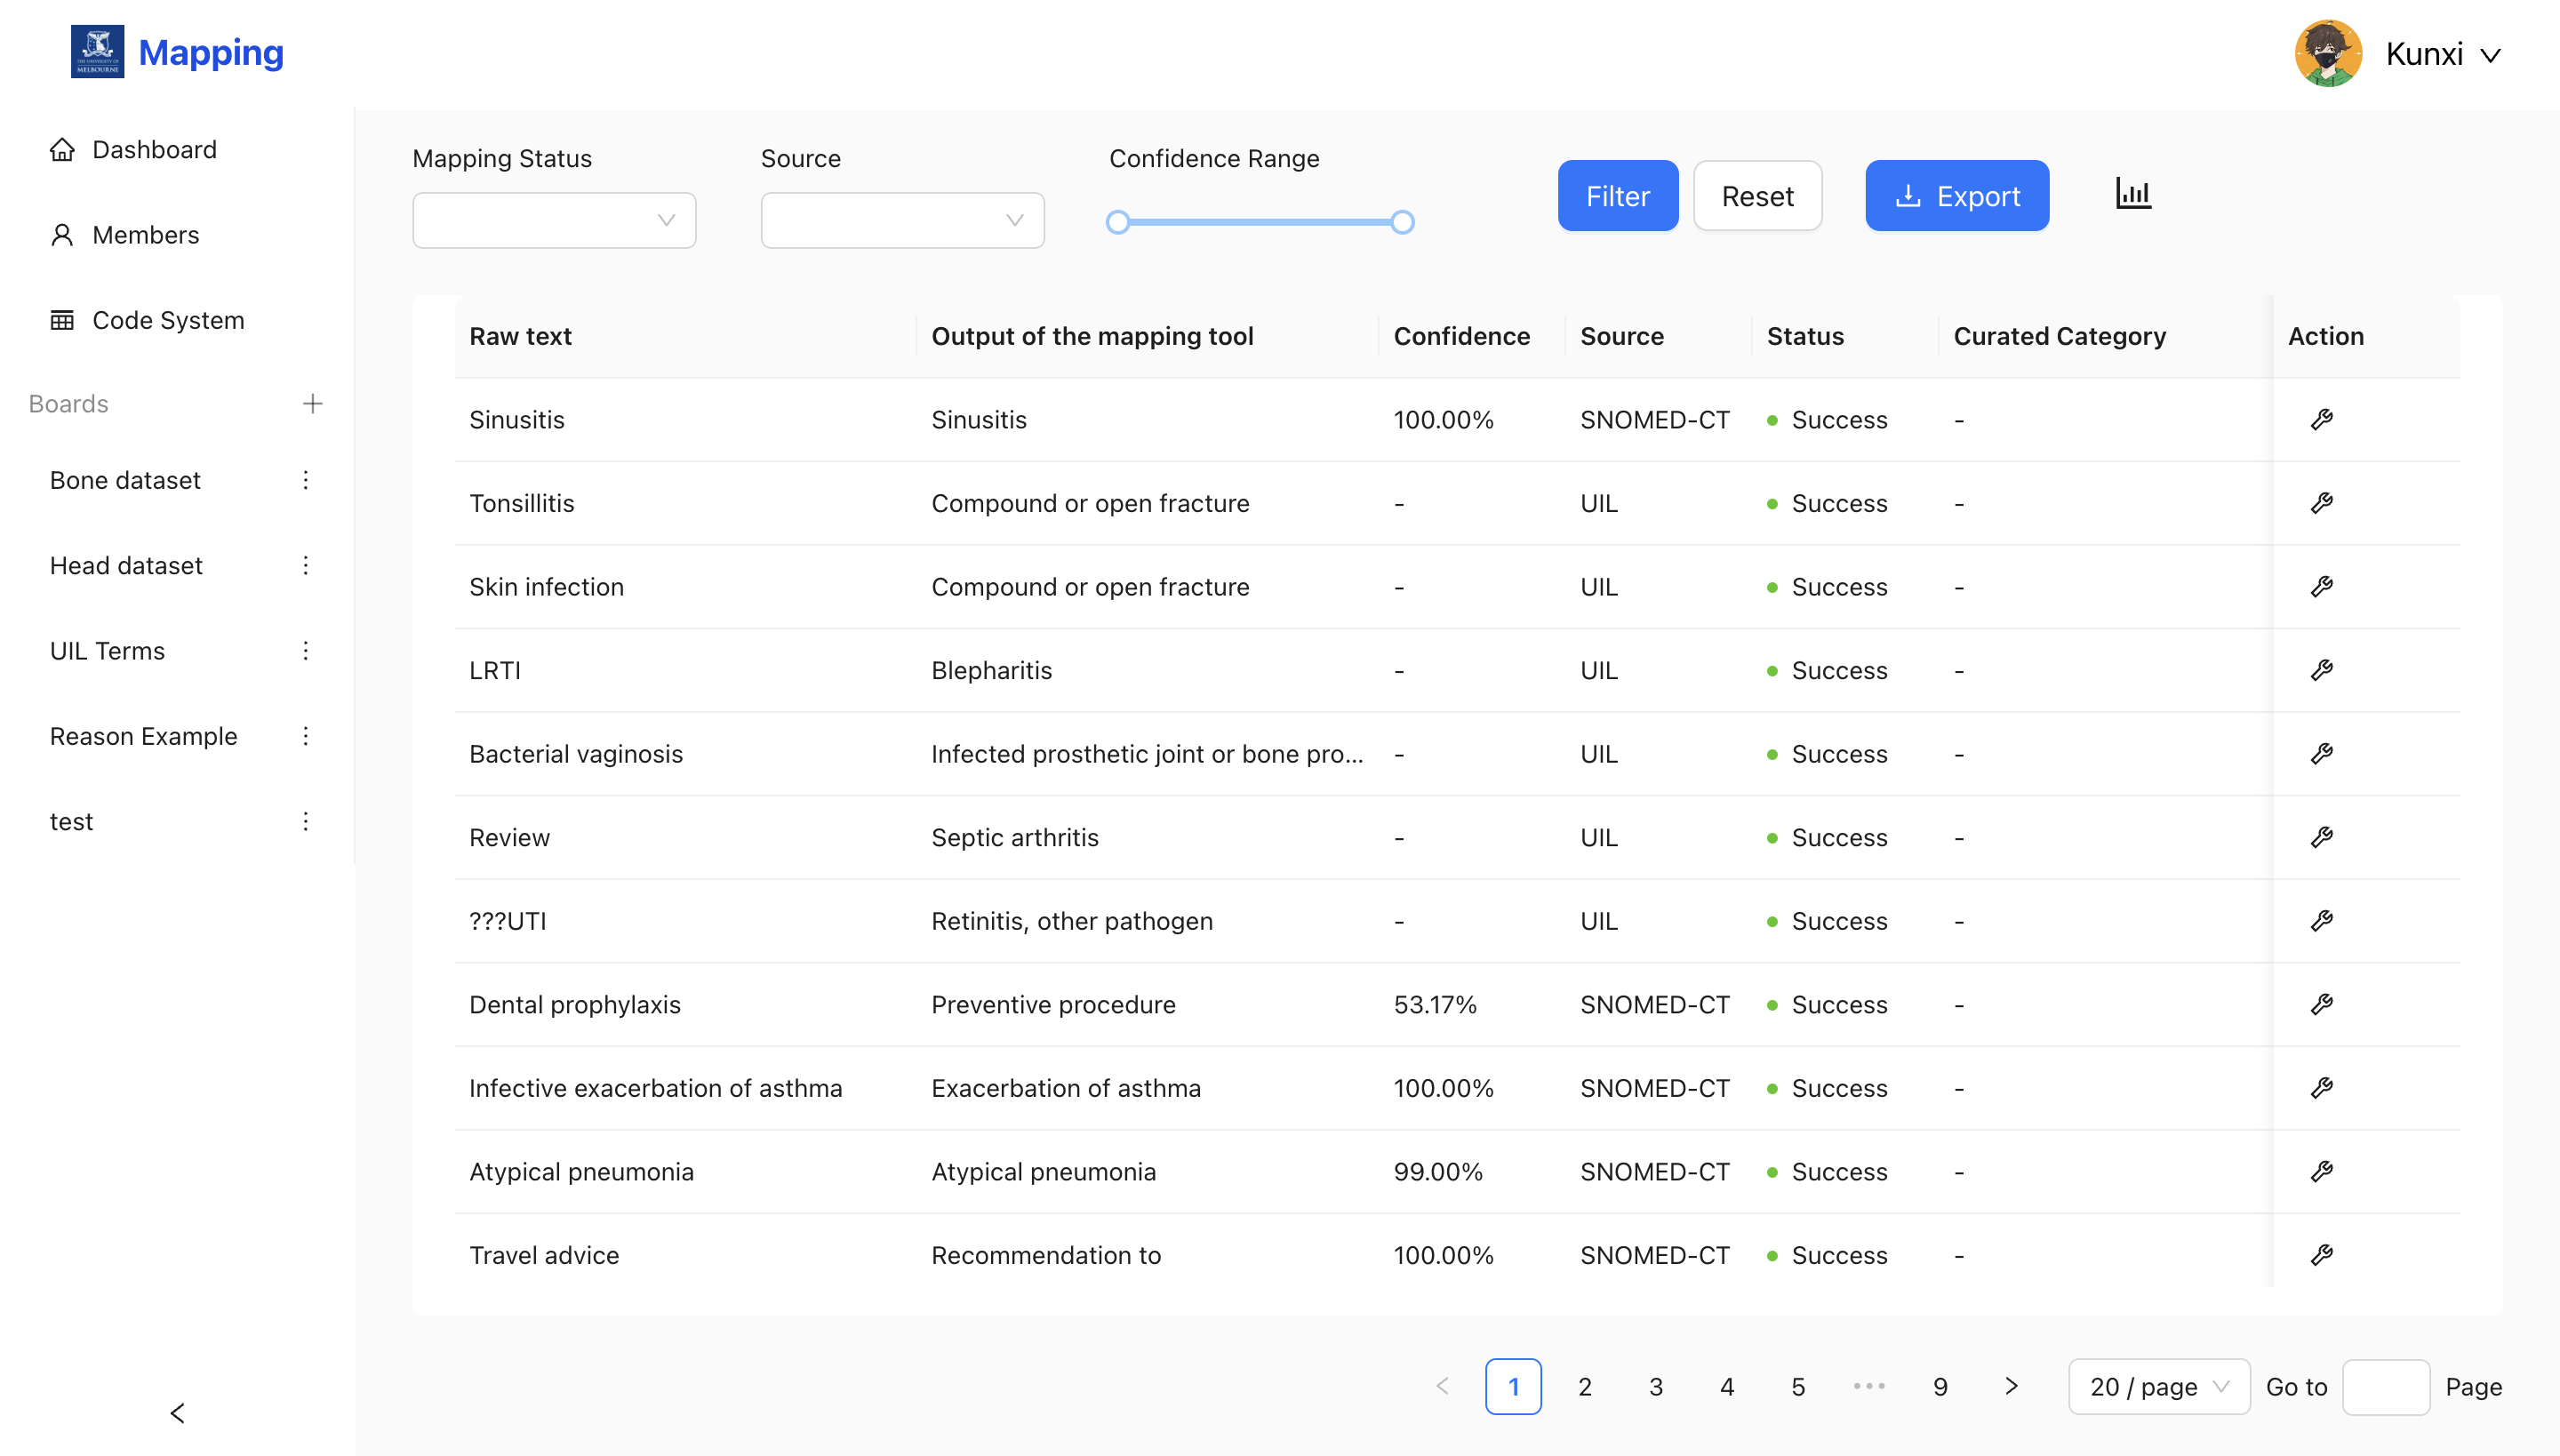 THE UNIVERSITY OF
MELBOURNE
Mapping
Kunxi
Dashboard
Members
Code System
Boards
Bone dataset
Head dataset
UIL Terms
Reason Example
test
Mapping Status
Source
Confidence Range
Filter
Reset
Export
Raw text Output of the mapping tool Confidence Source Status Curated Category Action
Sinusitis Sinusitis 100.00% SNOMED-CT Success -
Tonsillitis Compound or open fracture - UIL Success -
Skin infection Compound or open fracture - UIL Success -
LRTI Blepharitis - UIL Success -
Bacterial vaginosis Infected prosthetic joint or bone pro... - UIL Success -
Review Septic arthritis - UIL Success -
???UTI Retinitis, other pathogen - UIL Success -
Dental prophylaxis Preventive procedure 53.17% SNOMED-CT Success -
Infective exacerbation of asthma Exacerbation of asthma 100.00% SNOMED-CT Success -
Atypical pneumonia Atypical pneumonia 99.00% SNOMED-CT Success -
Travel advice Recommendation to 100.00% SNOMED-CT Success -
1 2 3 4 5 ••• 9 20 / page Go to Page